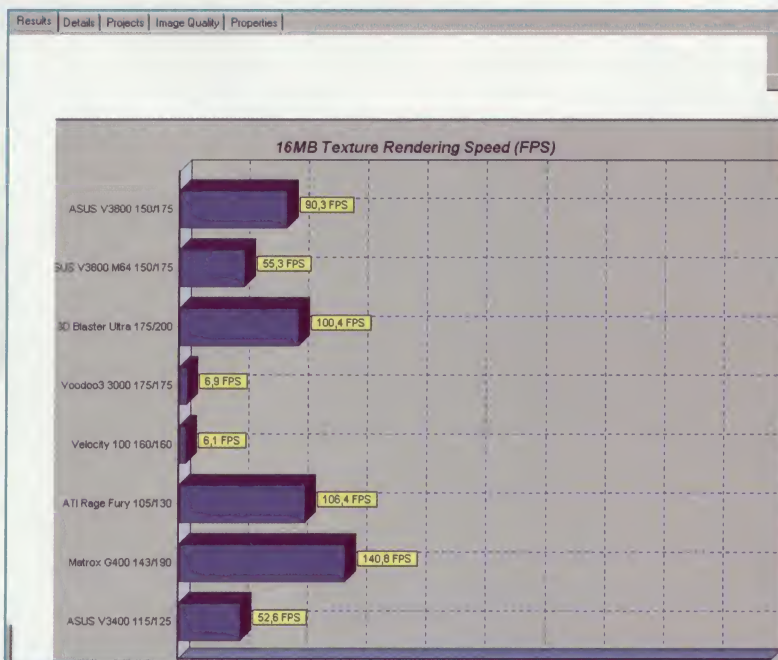 Results Details Projects Image Quality Properties
16MB Texture Rendering Speed (FPS)
ASUS V3800 150/175 90,3 FPS
SUS V3800 M64 150/175 55,3 FPS
3D Blaster Ultra 175/200 100,4 FPS
Voodoo3 3000 175/175 6,9 FPS
Velocity 100 160/160 6,1 FPS
ATI Rage Fury 105/130 106,4 FPS
Matrox G400 143/190 140,8 FPS
ASUS V3400 115/125 52,6 FPS